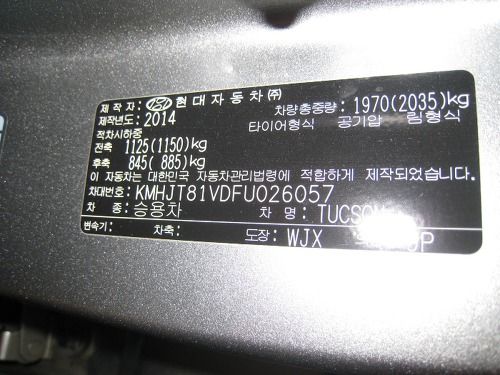 제 작 자: 현대자동차㈜
제작년도: 2014 차량총중량: 1970(2035)kg
적차시하중 타이어형식 공기압 림형식
전축 1125(1150)kg
후축 845( 885)kg
이 자동차는 대한민국 자동차관리법령에 적합하게 제작되었습니다.
차대번호: KMHJT81VDFU026057
차 종: 승용차 차 명: TUCSON
변속기: 차축: 도장: WJX